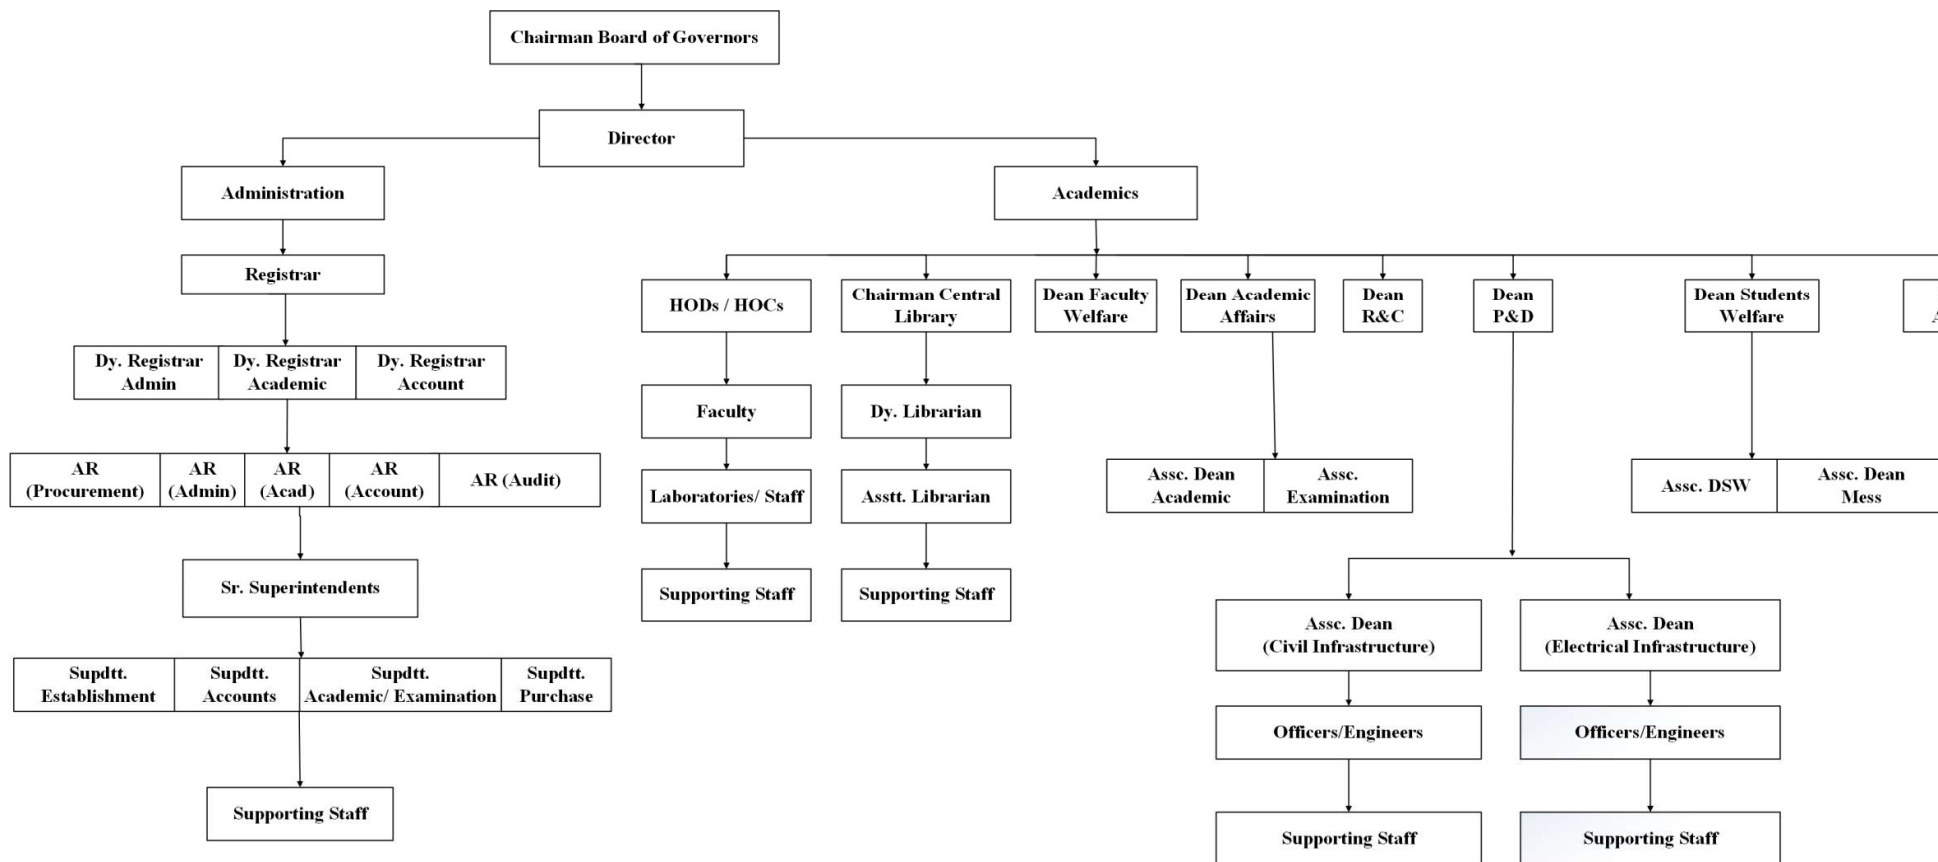 Chairman Board of Governors
Director
Administration
Academics
Registrar
HODs / HOCs
Chairman Central
Library
Dean Faculty
Welfare
Dean Academic
Affairs
Dean
R&C
Dean
P&D
Dean Students
Welfare
Dy. Registrar
Admin
Dy. Registrar
Academic
Dy. Registrar
Account
Faculty
Dy. Librarian
AR
(Procurement)
AR
(Admin)
AR
(Acad)
AR
(Account)
AR (Audit)
Laboratories/ Staff
Asstt. Librarian
Assc. Dean
Academic
Assc.
Examination
Assc. DSW
Assc. Dean
Mess
Sr. Superintendents
Supporting Staff
Supporting Staff
Assc. Dean
(Civil Infrastructure)
Assc. Dean
(Electrical Infrastructure)
Supdtt.
Establishment
Supdtt.
Accounts
Supdtt.
Academic/ Examination
Supdtt.
Purchase
Officers/Engineers
Officers/Engineers
Supporting Staff
Supporting Staff
Supporting Staff